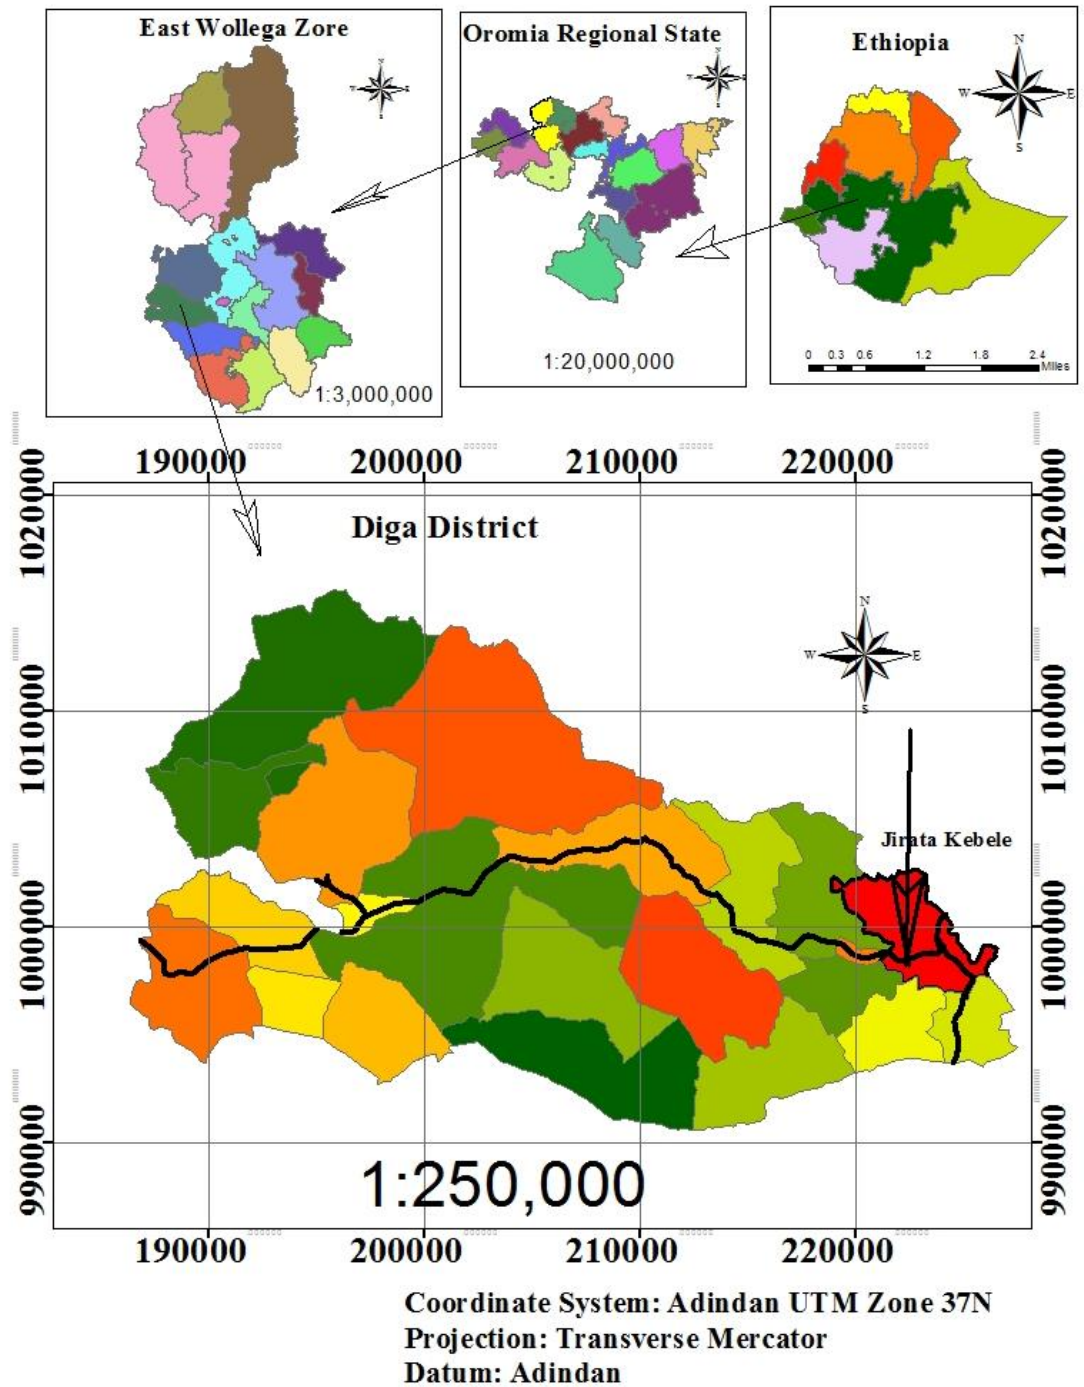 East Wollega Zore
N
W
E
S
1:3,000,000
Oromia Regional State
N
W
E
S
1:20,000,000
Ethiopia
N
W
E
S
0 0.3 0.6 1.2 1.8 2.4
Miles
190000 200000 210000 220000
1020000
1010000
1000000
990000
Diga District
N
W
E
S
Jirata Kebele
1:250,000
1020000
1010000
1000000
990000
190000 200000 210000 220000
Coordinate System: Adindan UTM Zone 37N
Projection: Transverse Mercator
Datum: Adindan